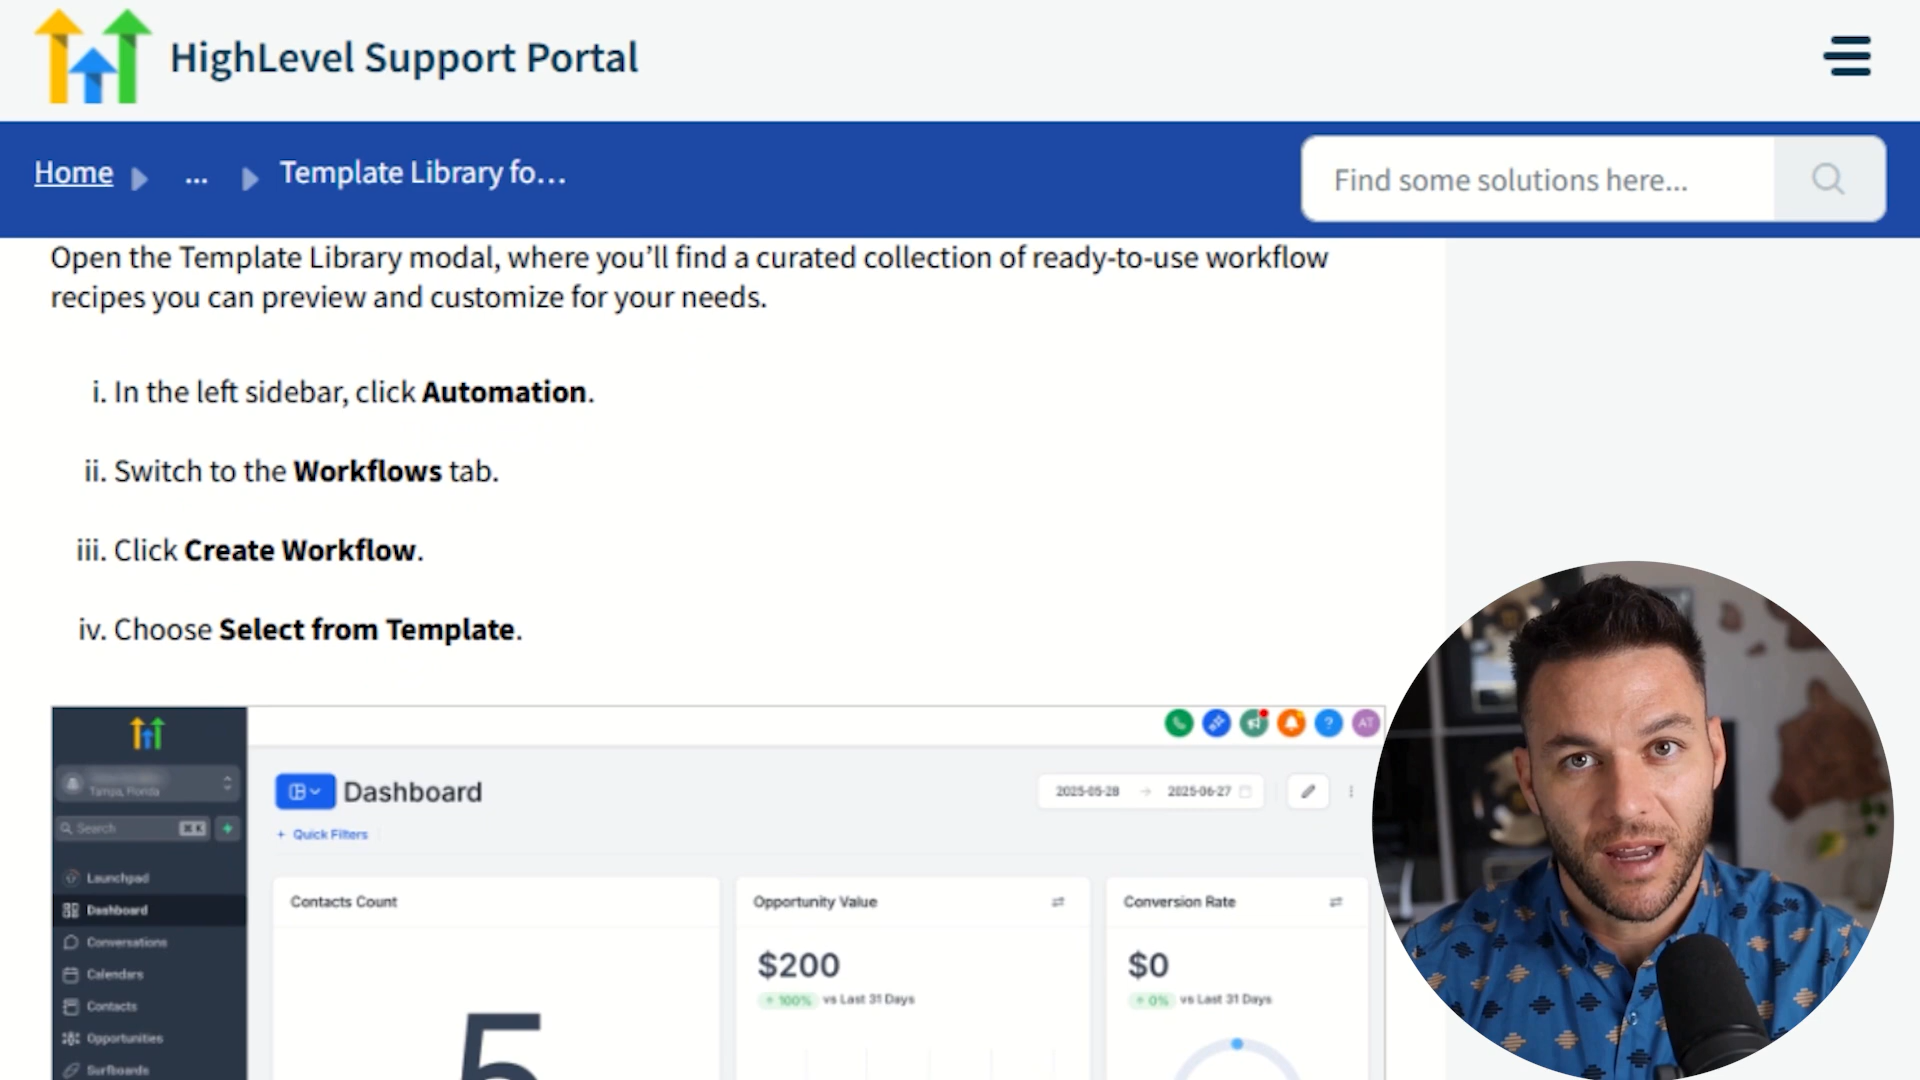 HighLevel Support Portal
Home ... Template Library fo...
Find some solutions here...
Open the Template Library modal, where you’ll find a curated collection of ready-to-use workflow
recipes you can preview and customize for your needs.
i. In the left sidebar, click Automation.
ii. Switch to the Workflows tab.
iii. Click Create Workflow.
iv. Choose Select from Template.
AT
Tampa, Florida
Dashboard
2025-05-28 → 2025-06-27
Search ⌘K
+ Quick Filters
Launchpad
Dashboard
Conversations
Calendars
Contacts
Opportunities
Surfboards
Contacts Count
5
Opportunity Value
$200
↑ 100% vs Last 31 Days
Conversion Rate
$0
↑ 0% vs Last 31 Days